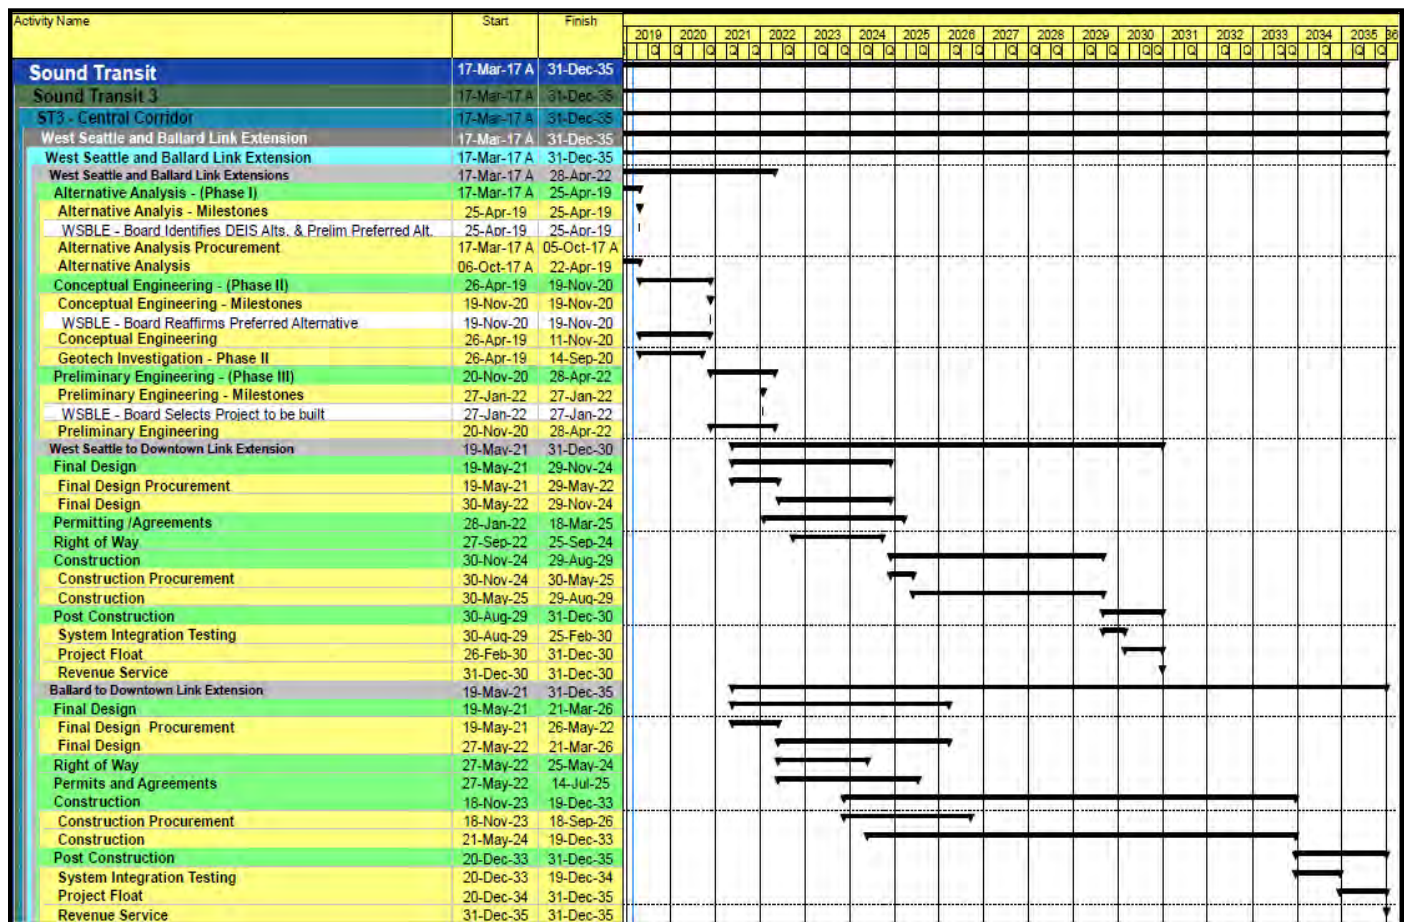 Activity Name Start Finish
2019 2020 2021 2022 2023 2024 2025 2026 2027 2028 2029 2030 2031 2032 2033 2034 2035 36
Sound Transit 17-Mar-17 A 31-Dec-35
Sound Transit 3 17-Mar-17 A 31-Dec-35
ST3 - Central Corridor 17-Mar-17 A 31-Dec-35
West Seattle and Ballard Link Extension 17-Mar-17 A 31-Dec-35
West Seattle and Ballard Link Extension 17-Mar-17 A 31-Dec-35
West Seattle and Ballard Link Extensions 17-Mar-17 A 28-Apr-22
Alternative Analysis - (Phase I) 17-Mar-17 A 25-Apr-19
Alternative Analyis - Milestones 25-Apr-19 25-Apr-19
WSBLE - Board Identifies DEIS Alts. & Prelim Preferred Alt. 25-Apr-19 25-Apr-19
Alternative Analysis Procurement 17-Mar-17 A 05-Oct-17 A
Alternative Analysis 06-Oct-17 A 22-Apr-19
Conceptual Engineering - (Phase II) 26-Apr-19 19-Nov-20
Conceptual Engineering - Milestones 19-Nov-20 19-Nov-20
WSBLE - Board Reaffirms Preferred Alternative 19-Nov-20 19-Nov-20
Conceptual Engineering 26-Apr-19 11-Nov-20
Geotech Investigation - Phase II 26-Apr-19 14-Sep-20
Preliminary Engineering - (Phase III) 20-Nov-20 28-Apr-22
Preliminary Engineering - Milestones 27-Jan-22 27-Jan-22
WSBLE - Board Selects Project to be built 27-Jan-22 27-Jan-22
Preliminary Engineering 20-Nov-20 28-Apr-22
West Seattle to Downtown Link Extension 19-May-21 31-Dec-30
Final Design 19-May-21 29-Nov-24
Final Design Procurement 19-May-21 29-May-22
Final Design 30-May-22 29-Nov-24
Permitting /Agreements 28-Jan-22 18-Mar-25
Right of Way 27-Sep-22 25-Sep-24
Construction 30-Nov-24 29-Aug-29
Construction Procurement 30-Nov-24 30-May-25
Construction 30-May-25 29-Aug-29
Post Construction 30-Aug-29 31-Dec-30
System Integration Testing 30-Aug-29 25-Feb-30
Project Float 26-Feb-30 31-Dec-30
Revenue Service 31-Dec-30 31-Dec-30
Ballard to Downtown Link Extension 19-May-21 31-Dec-35
Final Design 19-May-21 21-Mar-26
Final Design Procurement 19-May-21 26-May-22
Final Design 27-May-22 21-Mar-26
Right of Way 27-May-22 25-May-24
Permits and Agreements 27-May-22 14-Jul-25
Construction 18-Nov-23 19-Dec-33
Construction Procurement 18-Nov-23 18-Sep-26
Construction 21-May-24 19-Dec-33
Post Construction 20-Dec-33 31-Dec-35
System Integration Testing 20-Dec-33 19-Dec-34
Project Float 20-Dec-34 31-Dec-35
Revenue Service 31-Dec-35 31-Dec-35